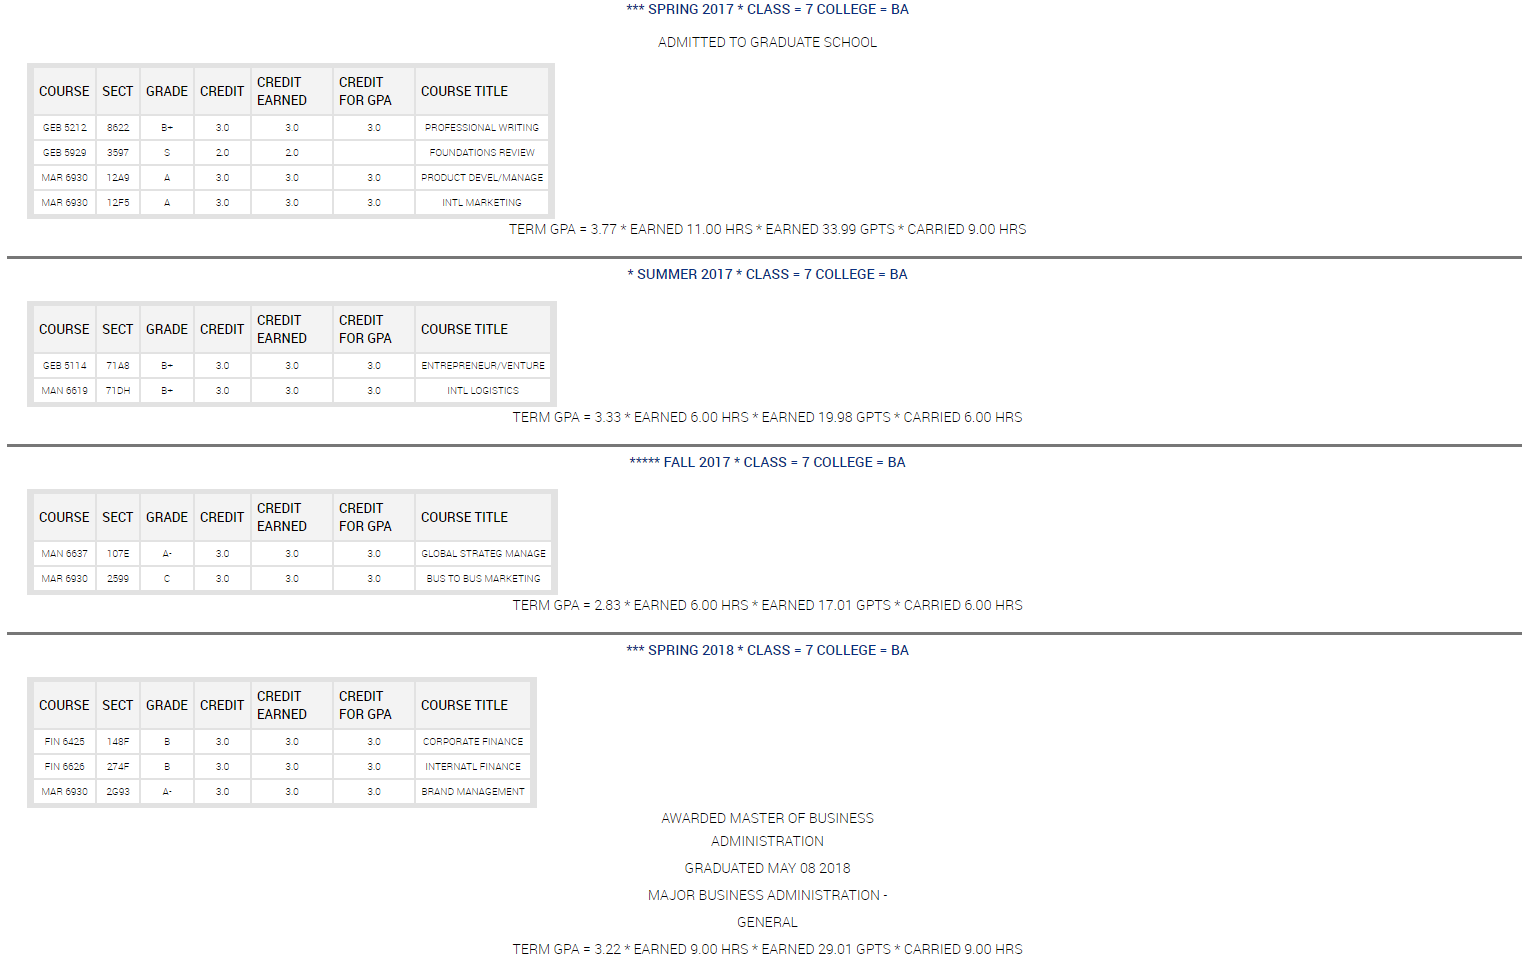 *** SPRING 2017 * CLASS = 7 COLLEGE = BA
ADMITTED TO GRADUATE SCHOOL
COURSE SECT GRADE CREDIT CREDIT EARNED CREDIT FOR GPA COURSE TITLE
GEB 5212 8622 B+ 3.0 3.0 3.0 PROFESSIONAL WRITING
GEB 5929 3597 S 2.0 2.0 FOUNDATIONS REVIEW
MAR 6930 12A9 A 3.0 3.0 3.0 PRODUCT DEVEL/MANAGE
MAR 6930 12F5 A 3.0 3.0 3.0 INTL MARKETING
TERM GPA = 3.77 * EARNED 11.00 HRS * EARNED 33.99 GPTS * CARRIED 9.00 HRS
* SUMMER 2017 * CLASS = 7 COLLEGE = BA
COURSE SECT GRADE CREDIT CREDIT EARNED CREDIT FOR GPA COURSE TITLE
GEB 5114 71A8 B+ 3.0 3.0 3.0 ENTREPRENEUR/VENTURE
MAN 6619 71DH B+ 3.0 3.0 3.0 INTL LOGISTICS
TERM GPA = 3.33 * EARNED 6.00 HRS * EARNED 19.98 GPTS * CARRIED 6.00 HRS
***** FALL 2017 * CLASS = 7 COLLEGE = BA
COURSE SECT GRADE CREDIT CREDIT EARNED CREDIT FOR GPA COURSE TITLE
MAN 6637 107E A- 3.0 3.0 3.0 GLOBAL STRATEG MANAGE
MAR 6930 2599 C 3.0 3.0 3.0 BUS TO BUS MARKETING
TERM GPA = 2.83 * EARNED 6.00 HRS * EARNED 17.01 GPTS * CARRIED 6.00 HRS
*** SPRING 2018 * CLASS = 7 COLLEGE = BA
COURSE SECT GRADE CREDIT CREDIT EARNED CREDIT FOR GPA COURSE TITLE
FIN 6425 148F B 3.0 3.0 3.0 CORPORATE FINANCE
FIN 6626 274F B 3.0 3.0 3.0 INTERNATL FINANCE
MAR 6930 2G93 A- 3.0 3.0 3.0 BRAND MANAGEMENT
AWARDED MASTER OF BUSINESS
ADMINISTRATION
GRADUATED MAY 08 2018
MAJOR BUSINESS ADMINISTRATION -
GENERAL
TERM GPA = 3.22 * EARNED 9.00 HRS * EARNED 29.01 GPTS * CARRIED 9.00 HRS